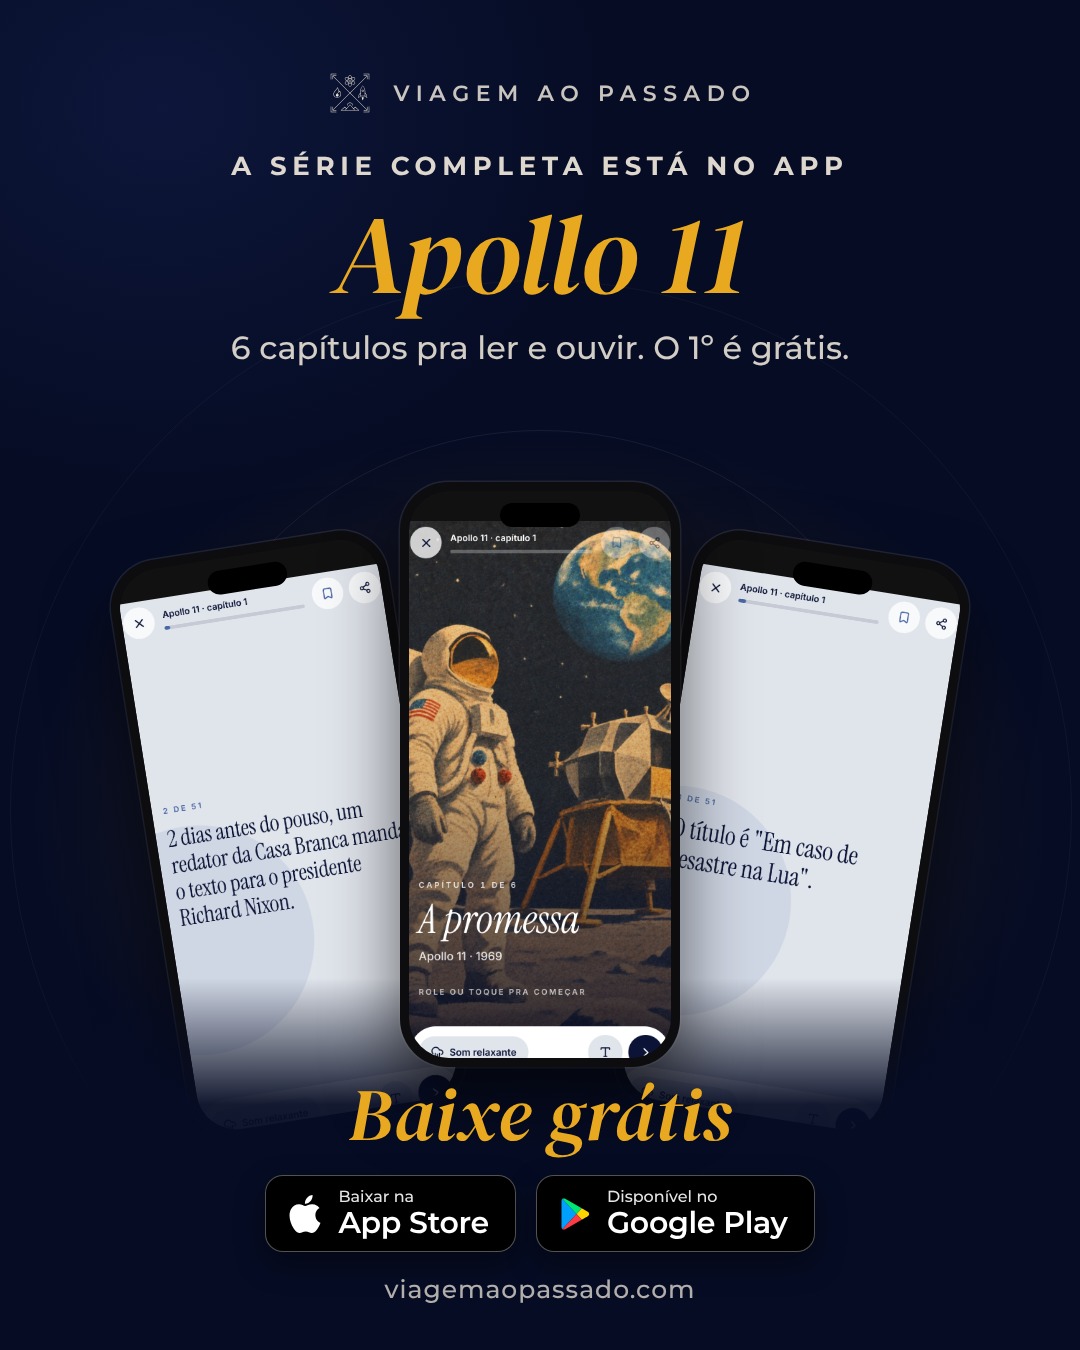 VIAGEM AO PASSADO
A SÉRIE COMPLETA ESTÁ NO APP
Apollo 11
6 capítulos pra ler e ouvir. O 1º é grátis.
Apollo 11 · capítulo 1
2 DE 51
2 dias antes do pouso, um
redator da Casa Branca manda
o texto para o presidente
Richard Nixon.
Apollo 11 · capítulo 1
CAPÍTULO 1 DE 6
A promessa
Apollo 11 · 1969
ROLE OU TOQUE PRA COMEÇAR
Som relaxante
T
Apollo 11 · capítulo 1
DE 51
O título é "Em caso de
esastre na Lua".
Som relaxante
Baixe grátis
Baixar na
App Store
Disponível no
Google Play
viagemaopassado.com